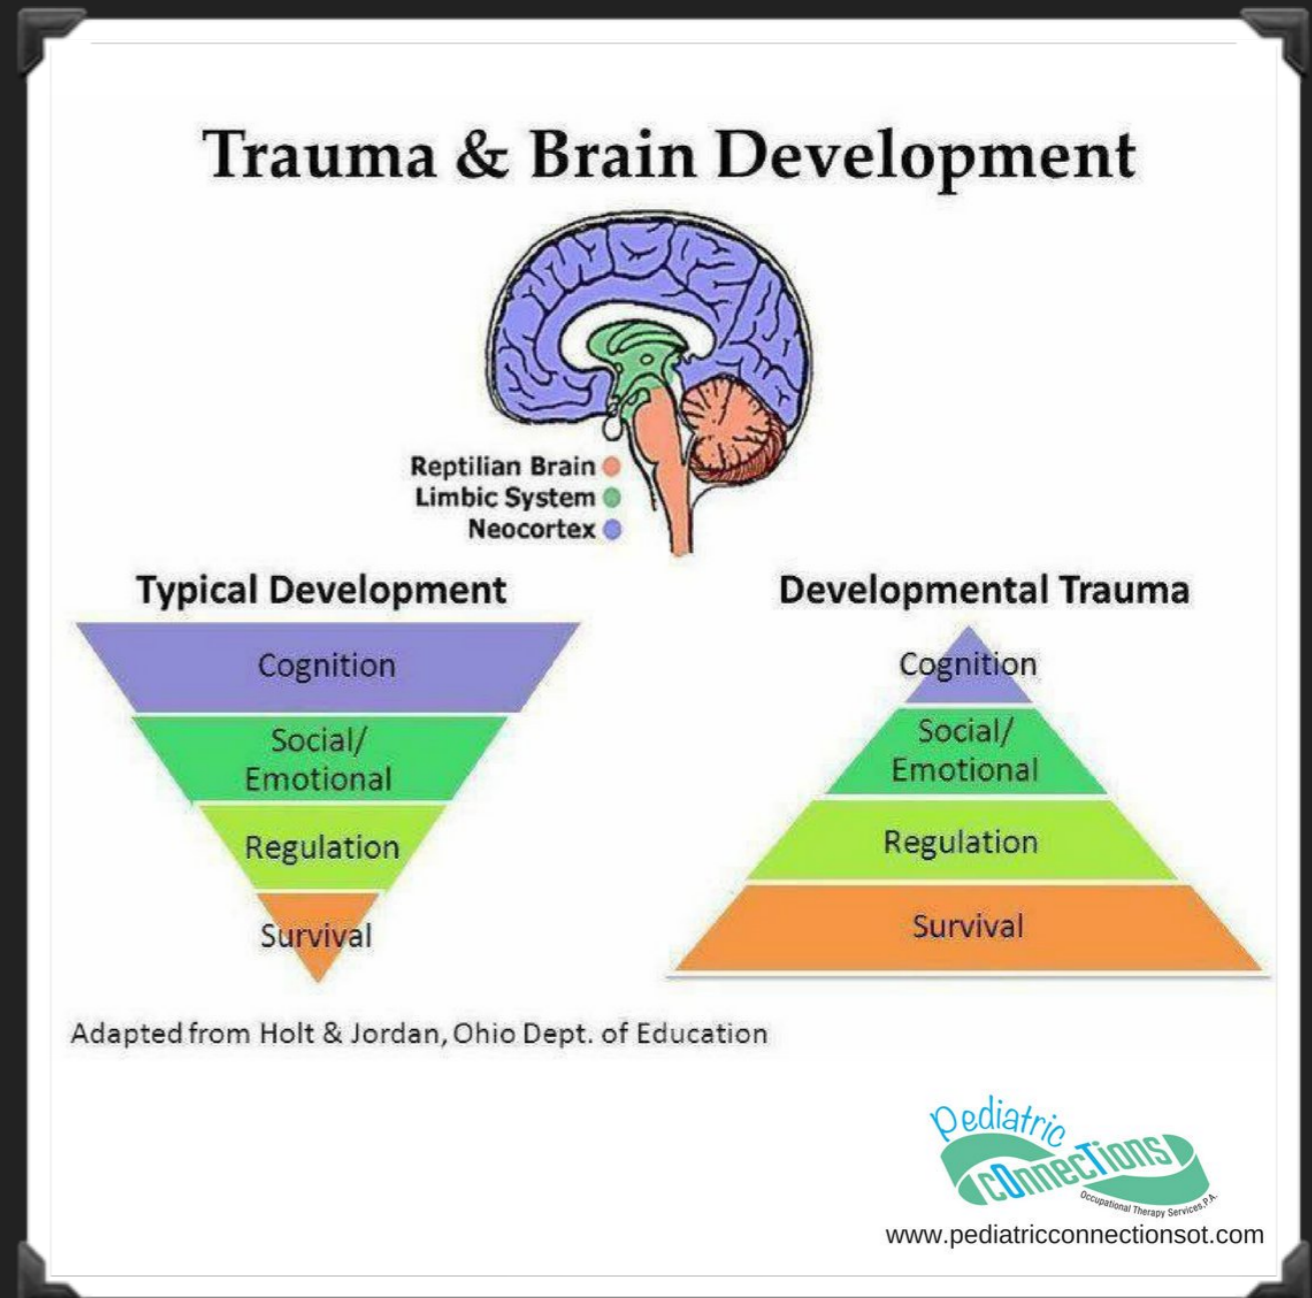 Trauma & Brain Development
Reptilian Brain
Limbic System
Neocortex
Typical Development
Cognition
Social/
Emotional
Regulation
Survival
Developmental Trauma
Cognition
Social/
Emotional
Regulation
Survival
Adapted from Holt & Jordan, Ohio Dept. of Education
Pediatric
cOnnecTions
Occupational Therapy Services, P.A.
www.pediatricconnectionsot.com